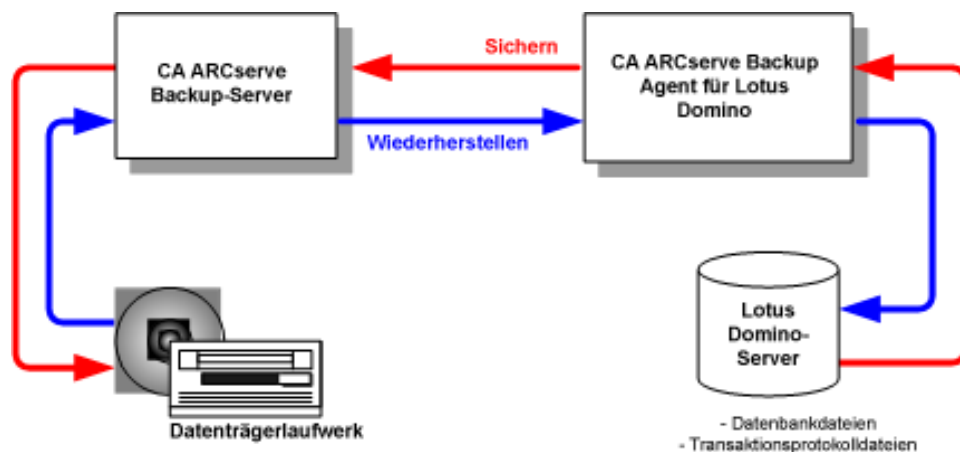 Sichern
CA ARCserve
Backup-Server
CA ARCserve Backup
Agent für Lotus
Domino
Wiederherstellen
Lotus
Domino-
Server
Datenträgerlaufwerk
- Datenbankdateien
- Transaktionsprotokolldateien